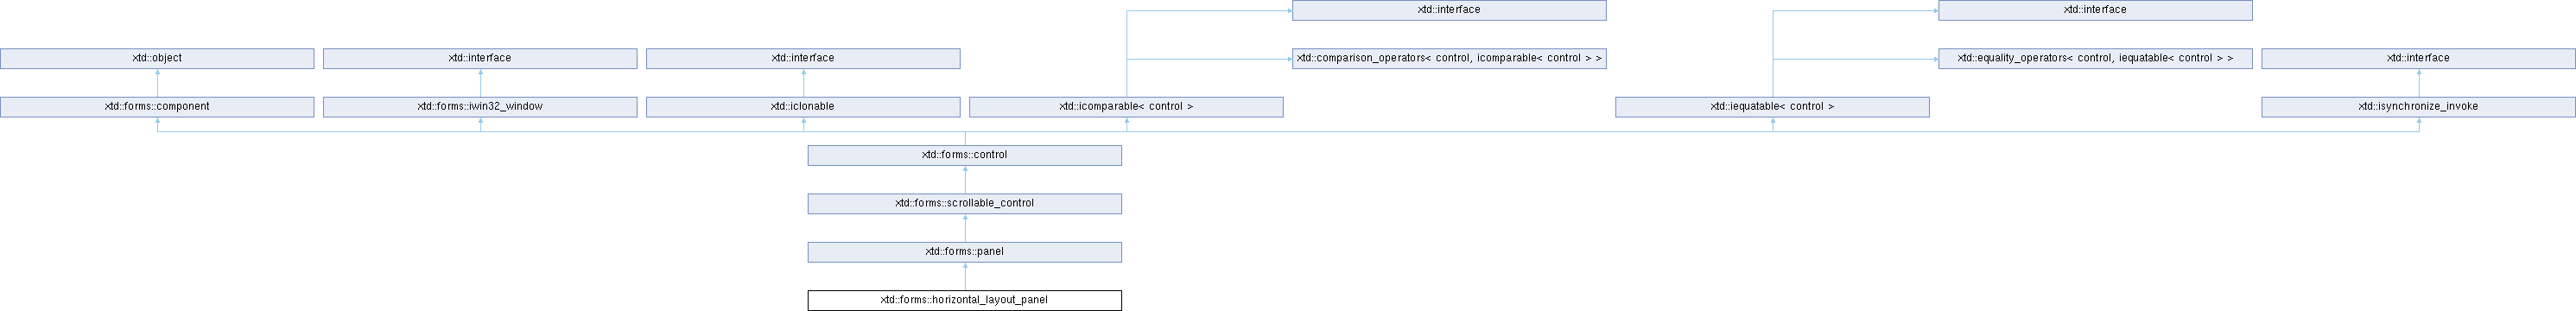 xtd::interface
xtd::interface
xtd::object
xtd::interface
xtd::interface
xtd::comparison_operators< control, icomparable< control > >
xtd::equality_operators< control, iequatable< control > >
xtd::interface
xtd::forms::component
xtd::forms::iwin32_window
xtd::iclonable
xtd::icomparable< control >
xtd::iequatable< control >
xtd::isynchronize_invoke
xtd::forms::control
xtd::forms::scrollable_control
xtd::forms::panel
xtd::forms::horizontal_layout_panel